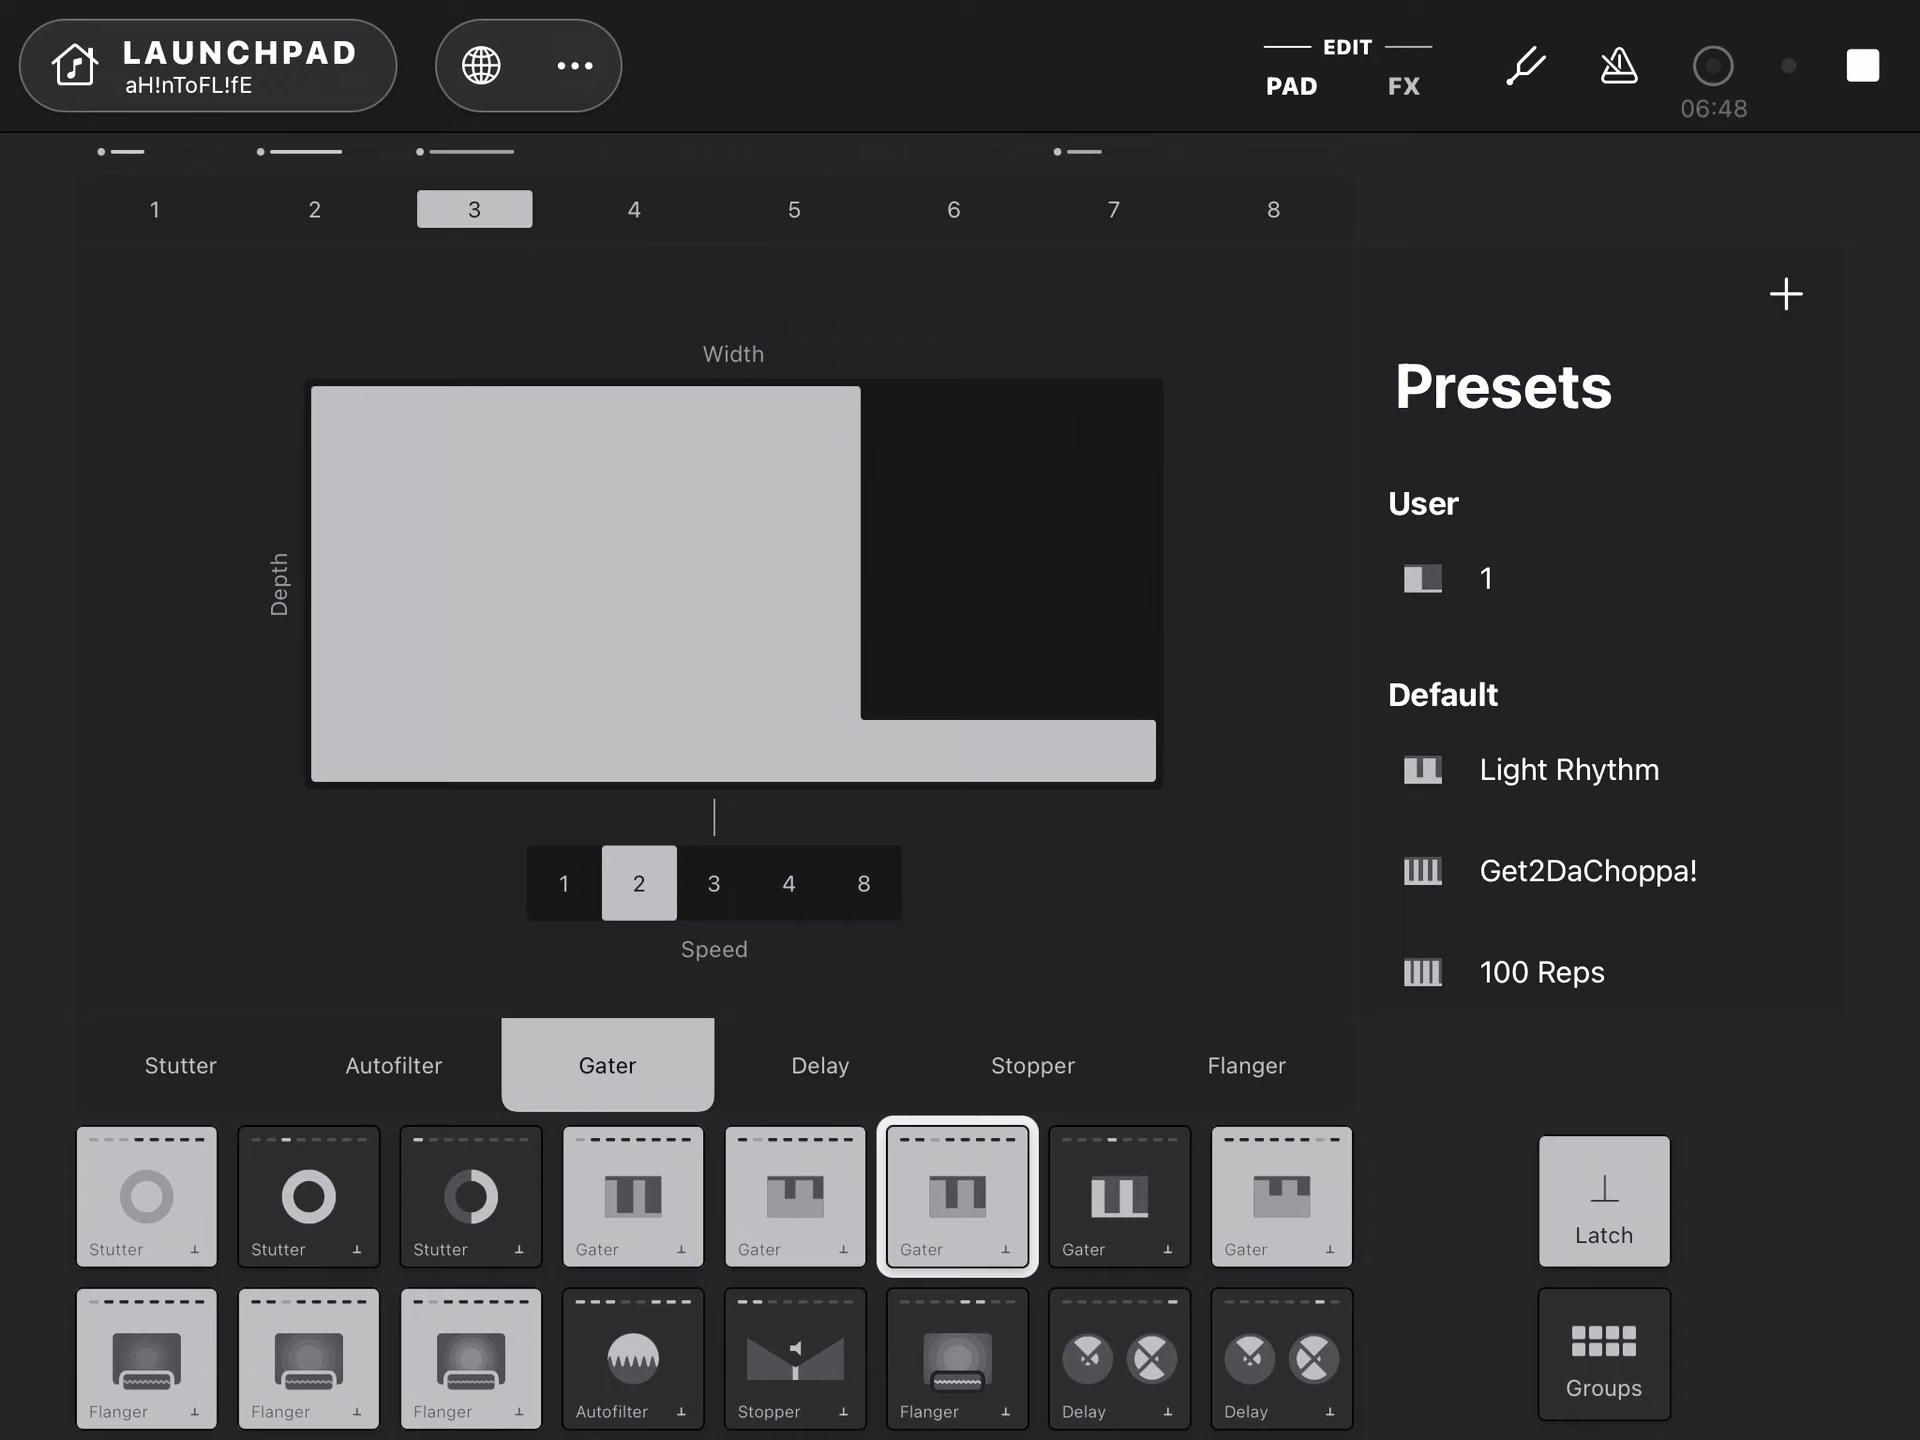 LAUNCHPAD
aH!nToFL!fE
EDIT
PAD FX
06:48
1 2 3 4 5 6 7 8
Width
Depth
1 2 3 4 8
Speed
Presets
User
1
Default
Light Rhythm
Get2DaChoppa!
100 Reps
Stutter Autofilter Gater Delay Stopper Flanger
Stutter Stutter Stutter Gater Gater Gater Gater Gater
Latch
Flanger Flanger Flanger Autofilter Stopper Flanger Delay Delay
Groups